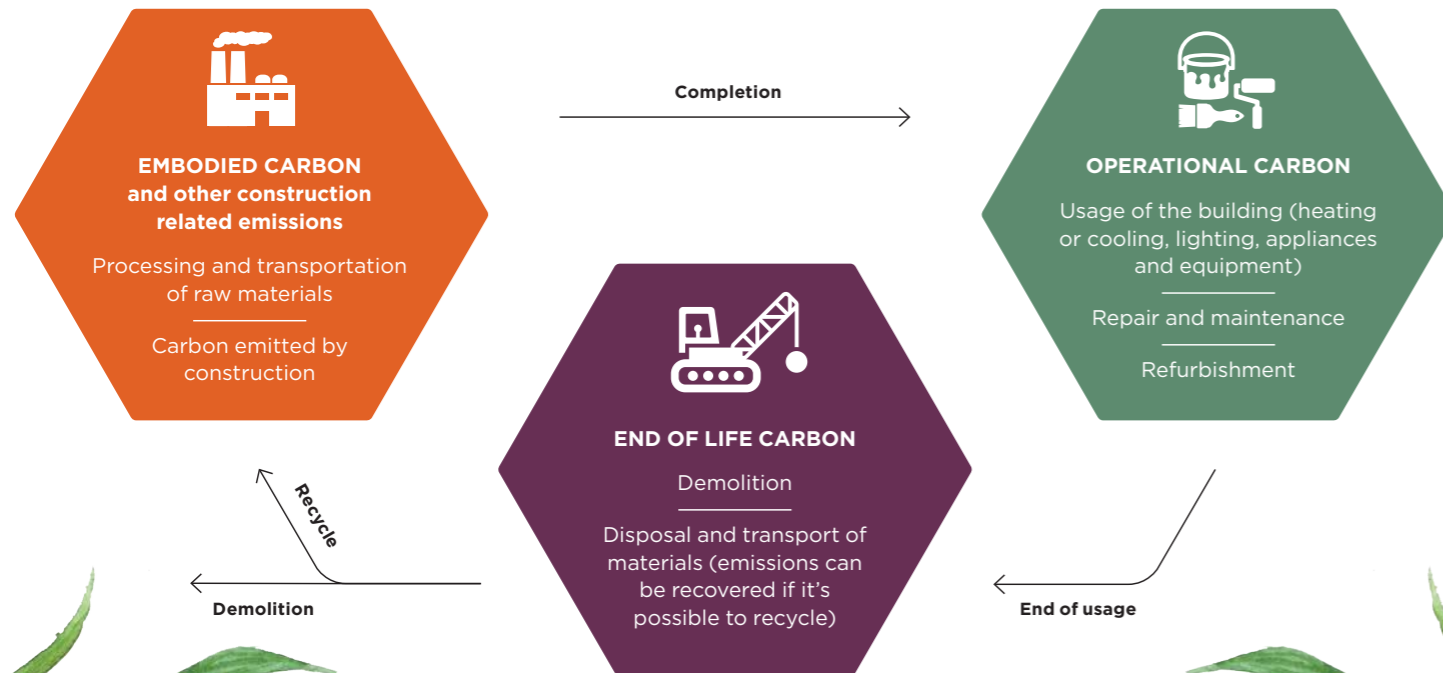 EMBODIED CARBON
and other construction
related emissions
Processing and transportation
of raw materials
Carbon emitted by
construction
Completion
OPERATIONAL CARBON
Usage of the building (heating
or cooling, lighting, appliances
and equipment)
Repair and maintenance
Refurbishment
End of usage
END OF LIFE CARBON
Demolition
Disposal and transport of
materials (emissions can
be recovered if it’s
possible to recycle)
Recycle
Demolition